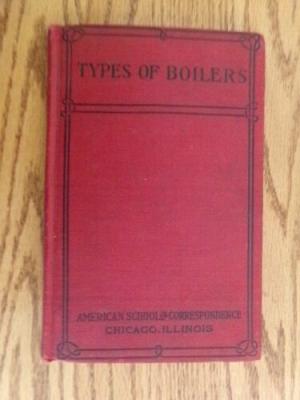 TYPES OF BOILERS
AMERICAN SCHOOL of CORRESPONDENCE
CHICAGO, ILLINOIS